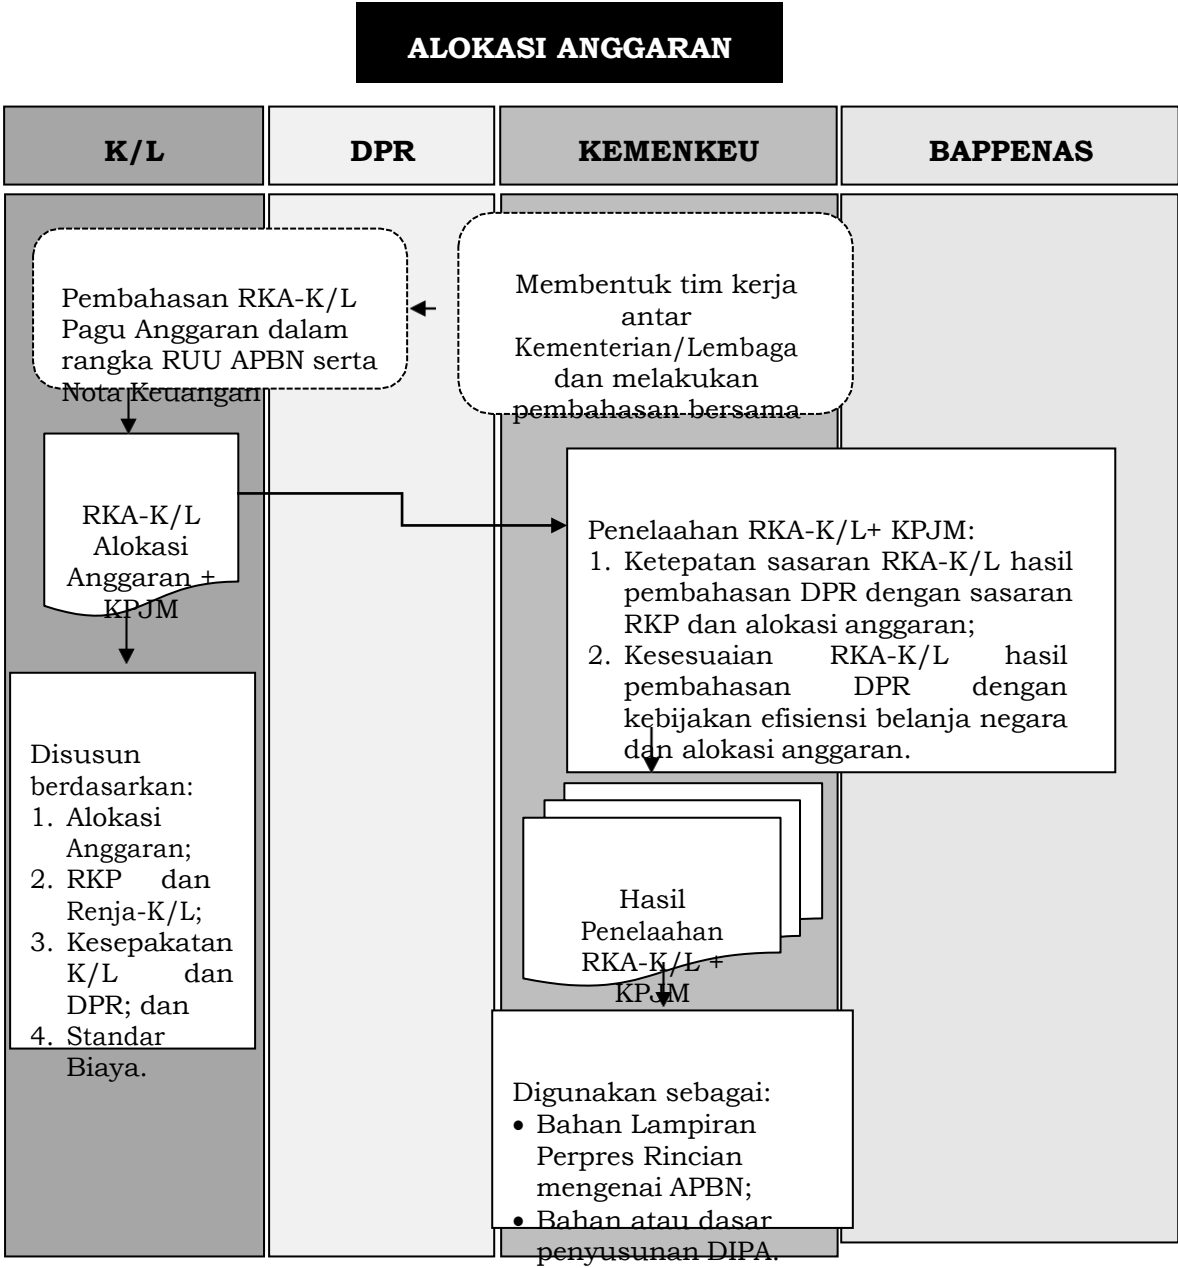 ALOKASI ANGGARAN
K/L
DPR
KEMENKEU
BAPPENAS
Pembahasan RKA-K/L
Pagu Anggaran dalam
rangka RUU APBN serta
Nota Keuangan
Membentuk tim kerja
antar
Kementerian/Lembaga
dan melakukan
pembahasan bersama
RKA-K/L
Alokasi
Anggaran +
KPJM
Penelaahan RKA-K/L+ KPJM:
1. Ketepatan sasaran RKA-K/L hasil
pembahasan DPR dengan sasaran
RKP dan alokasi anggaran;
2. Kesesuaian RKA-K/L hasil
pembahasan DPR dengan
kebijakan efisiensi belanja negara
dan alokasi anggaran.
Disusun
berdasarkan:
1. Alokasi
Anggaran;
2. RKP dan
Renja-K/L;
3. Kesepakatan
K/L dan
DPR; dan
4. Standar
Biaya.
Hasil
Penelaahan
RKA-K/L +
KPJM
Digunakan sebagai:
• Bahan Lampiran
Perpres Rincian
mengenai APBN;
• Bahan atau dasar
penyusunan DIPA.